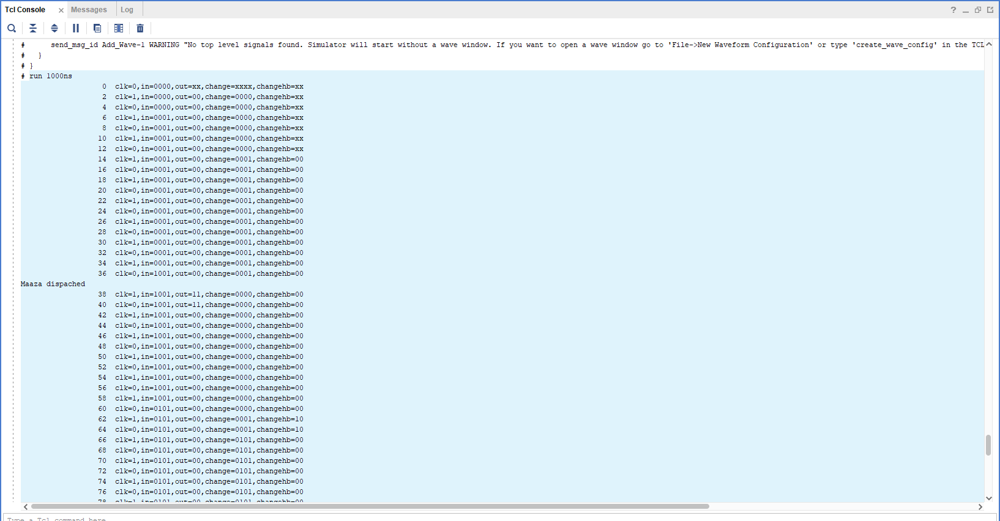 Tcl Console × Messages Log
?
# send_msg_id Add_Wave-1 WARNING "No top level signals found. Simulator will start without a wave window. If you want to open a wave window go to 'File->New Waveform Configuration' or type 'create_wave_config' in the TCL
# }
# }
# run 1000ns
0 clk=0,in=0000,out=xx,change=xxxx,changehb=xx
2 clk=1,in=0000,out=00,change=0000,changehb=xx
4 clk=0,in=0000,out=00,change=0000,changehb=xx
6 clk=1,in=0001,out=00,change=0000,changehb=xx
8 clk=0,in=0001,out=00,change=0000,changehb=xx
10 clk=1,in=0001,out=00,change=0000,changehb=xx
12 clk=0,in=0001,out=00,change=0000,changehb=xx
14 clk=1,in=0001,out=00,change=0001,changehb=00
16 clk=0,in=0001,out=00,change=0001,changehb=00
18 clk=1,in=0001,out=00,change=0001,changehb=00
20 clk=0,in=0001,out=00,change=0001,changehb=00
22 clk=1,in=0001,out=00,change=0001,changehb=00
24 clk=0,in=0001,out=00,change=0001,changehb=00
26 clk=1,in=0001,out=00,change=0001,changehb=00
28 clk=0,in=0001,out=00,change=0001,changehb=00
30 clk=1,in=0001,out=00,change=0001,changehb=00
32 clk=0,in=0001,out=00,change=0001,changehb=00
34 clk=1,in=0001,out=00,change=0001,changehb=00
36 clk=0,in=1001,out=00,change=0001,changehb=00
Maaza dispached
38 clk=1,in=1001,out=11,change=0000,changehb=00
40 clk=0,in=1001,out=11,change=0000,changehb=00
42 clk=1,in=1001,out=00,change=0000,changehb=00
44 clk=0,in=1001,out=00,change=0000,changehb=00
46 clk=1,in=1001,out=00,change=0000,changehb=00
48 clk=0,in=1001,out=00,change=0000,changehb=00
50 clk=1,in=1001,out=00,change=0000,changehb=00
52 clk=0,in=1001,out=00,change=0000,changehb=00
54 clk=1,in=1001,out=00,change=0000,changehb=00
56 clk=0,in=1001,out=00,change=0000,changehb=00
58 clk=1,in=1001,out=00,change=0000,changehb=00
60 clk=0,in=0101,out=00,change=0000,changehb=00
62 clk=1,in=0101,out=00,change=0001,changehb=10
64 clk=0,in=0101,out=00,change=0001,changehb=10
66 clk=1,in=0101,out=00,change=0101,changehb=00
68 clk=0,in=0101,out=00,change=0101,changehb=00
70 clk=1,in=0101,out=00,change=0101,changehb=00
72 clk=0,in=0101,out=00,change=0101,changehb=00
74 clk=1,in=0101,out=00,change=0101,changehb=00
76 clk=0,in=0101,out=00,change=0101,changehb=00
78 clk=1,in=0101,out=00,change=0101,changehb=00
Type a Tcl command here